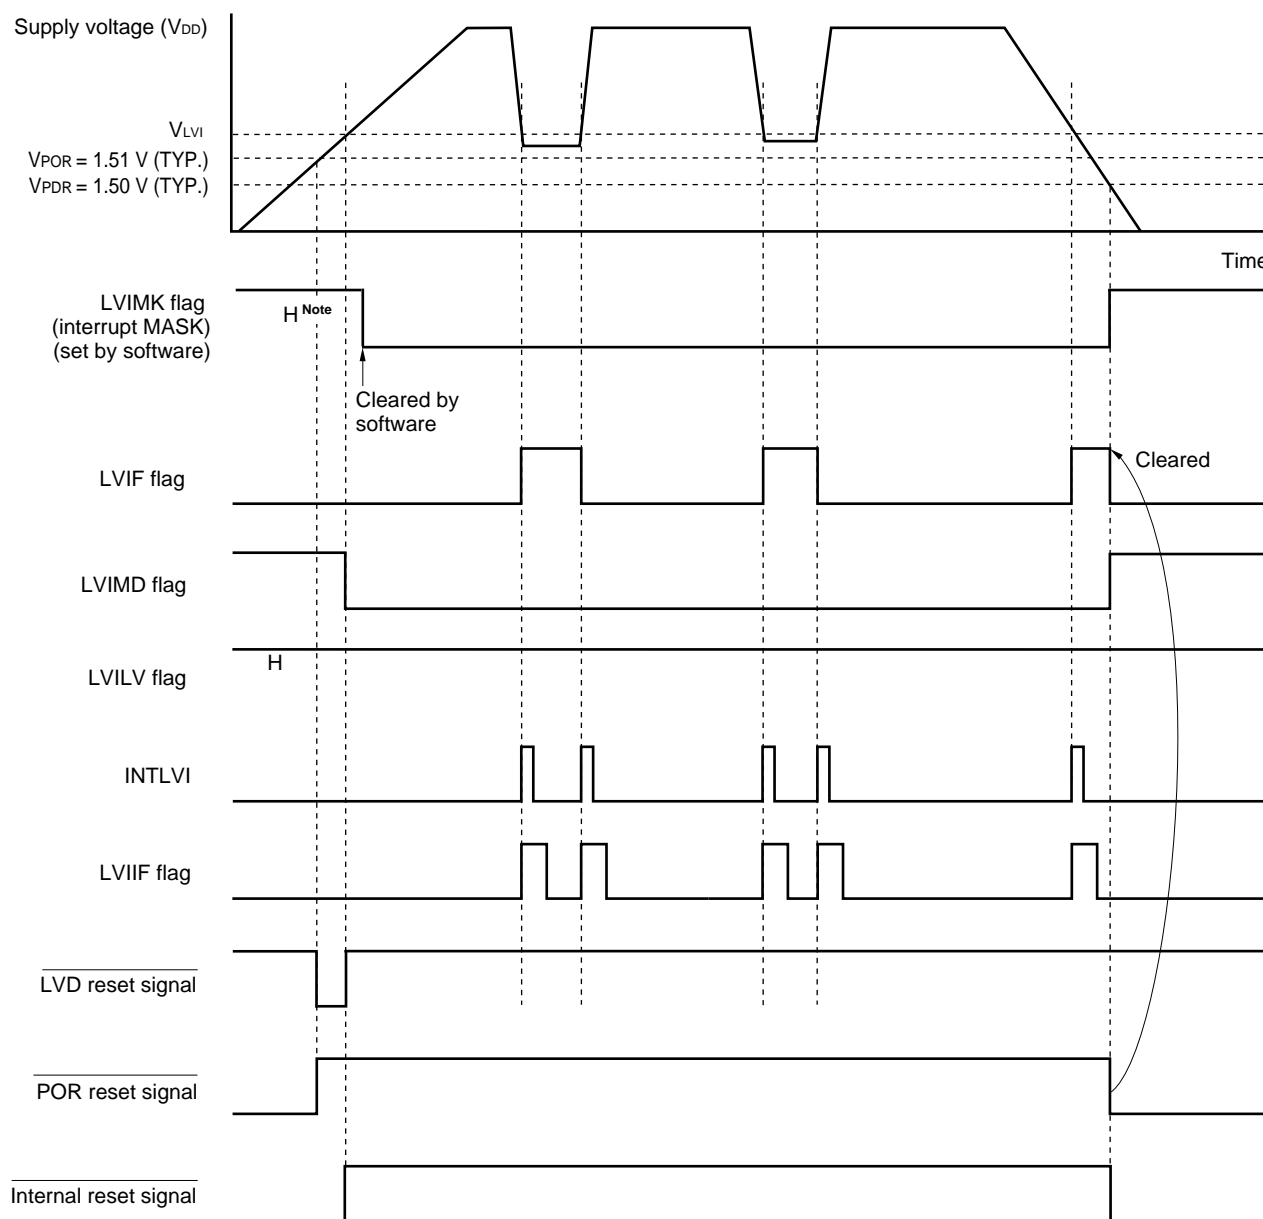 Supply voltage (VDD)
VLVI
VPOR = 1.51 V (TYP.)
VPDR = 1.50 V (TYP.)
Time
LVIMK flag
(interrupt MASK)
(set by software)
H Note
Cleared by
software
LVIF flag
Cleared
LVIMD flag
H
LVILV flag
INTLVI
LVIIF flag
LVD reset signal
POR reset signal
Internal reset signal